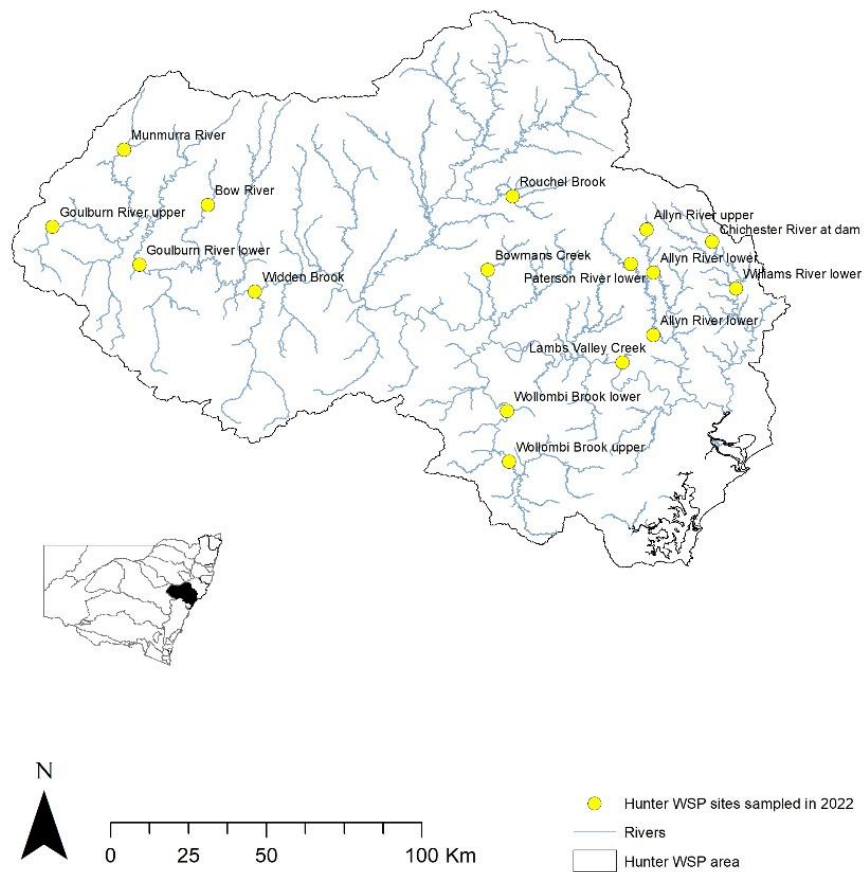 Munmurra River
Bow River
Rouchel Brook
Goulburn River upper
Allyn River upper
Chichester River at dam
Goulburn River lower
Bowmans Creek
Allyn River lower
Paterson River lower
Williams River lower
Widden Brook
Allyn River lower
Lambs Valley Creek
Wollombi Brook lower
Wollombi Brook upper
N
0 25 50 100 Km
Hunter WSP sites sampled in 2022
Rivers
Hunter WSP area